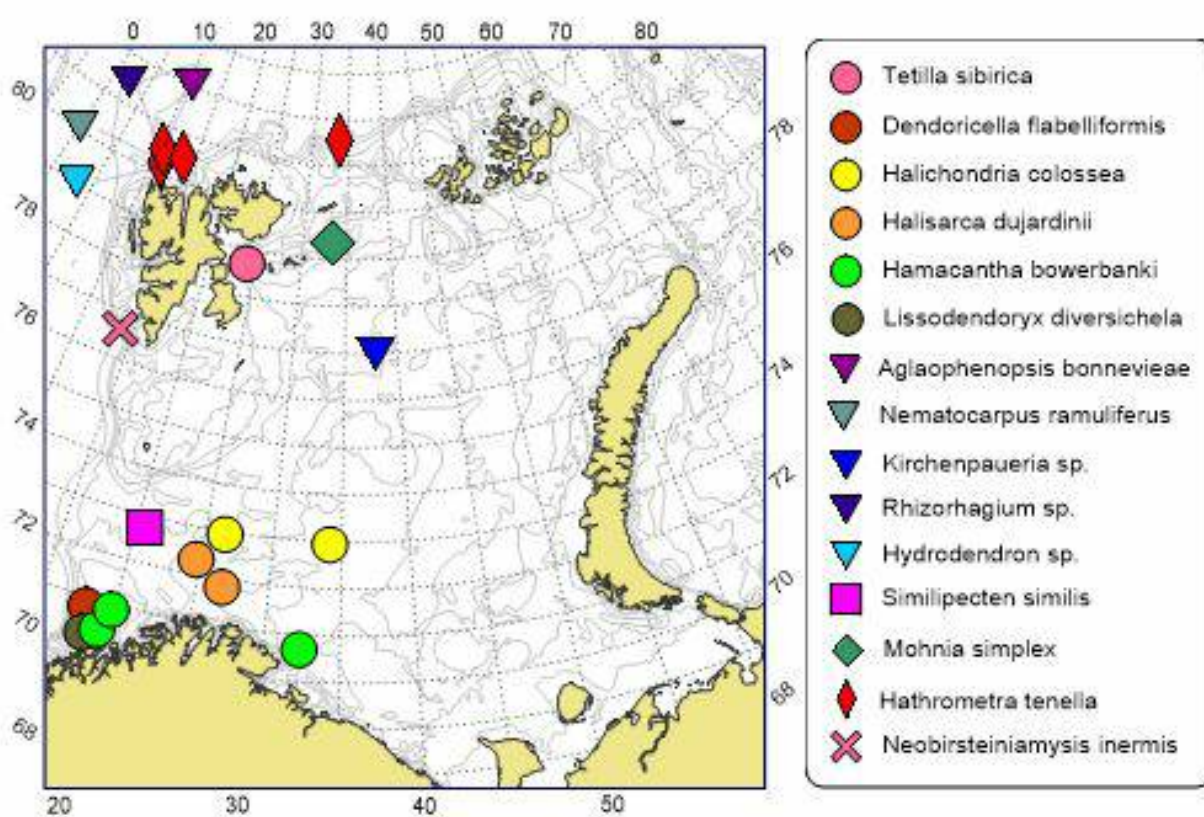 0 10 20 30 40 50 60 70 80
80
78
76
74
72
70
68
78
76
74
72
70
68
20 30 40 50
Tetilla sibirica
Dendoricella flabelliformis
Halichondria colossea
Halisarca dujardinii
Hamacantha bowerbanki
Lissodendoryx diversichela
Aglaophenopsis bonnevieae
Nematocarpus ramuliferus
Kirchenpaueria sp.
Rhizorhagium sp.
Hydrodendron sp.
Similipecten similis
Mohnia simplex
Hathrometra tenella
Neobirsteiniamysis inermis